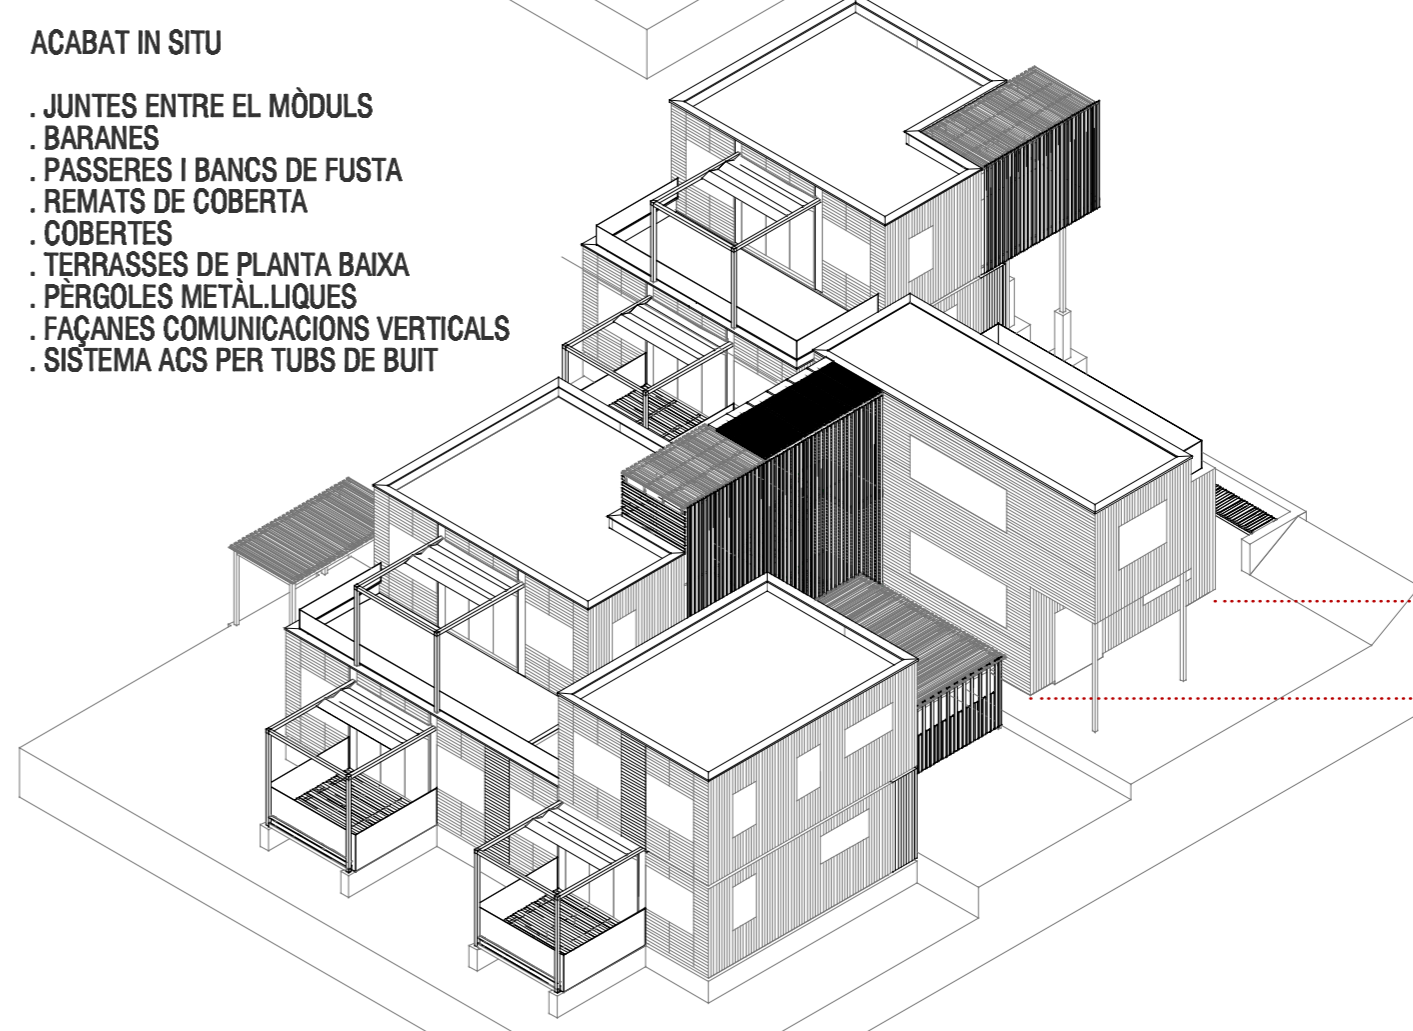 ACABAT IN SITU
. JUNTES ENTRE EL MÒDULS
. BARANES
. PASSERES I BANCS DE FUSTA
. REMATS DE COBERTA
. COBERTES
. TERRASSES DE PLANTA BAIXA
. PÈRGOLES METÀL.LIQUES
. FAÇANES COMUNICACIONS VERTICALS
. SISTEMA ACS PER TUBS DE BUIT